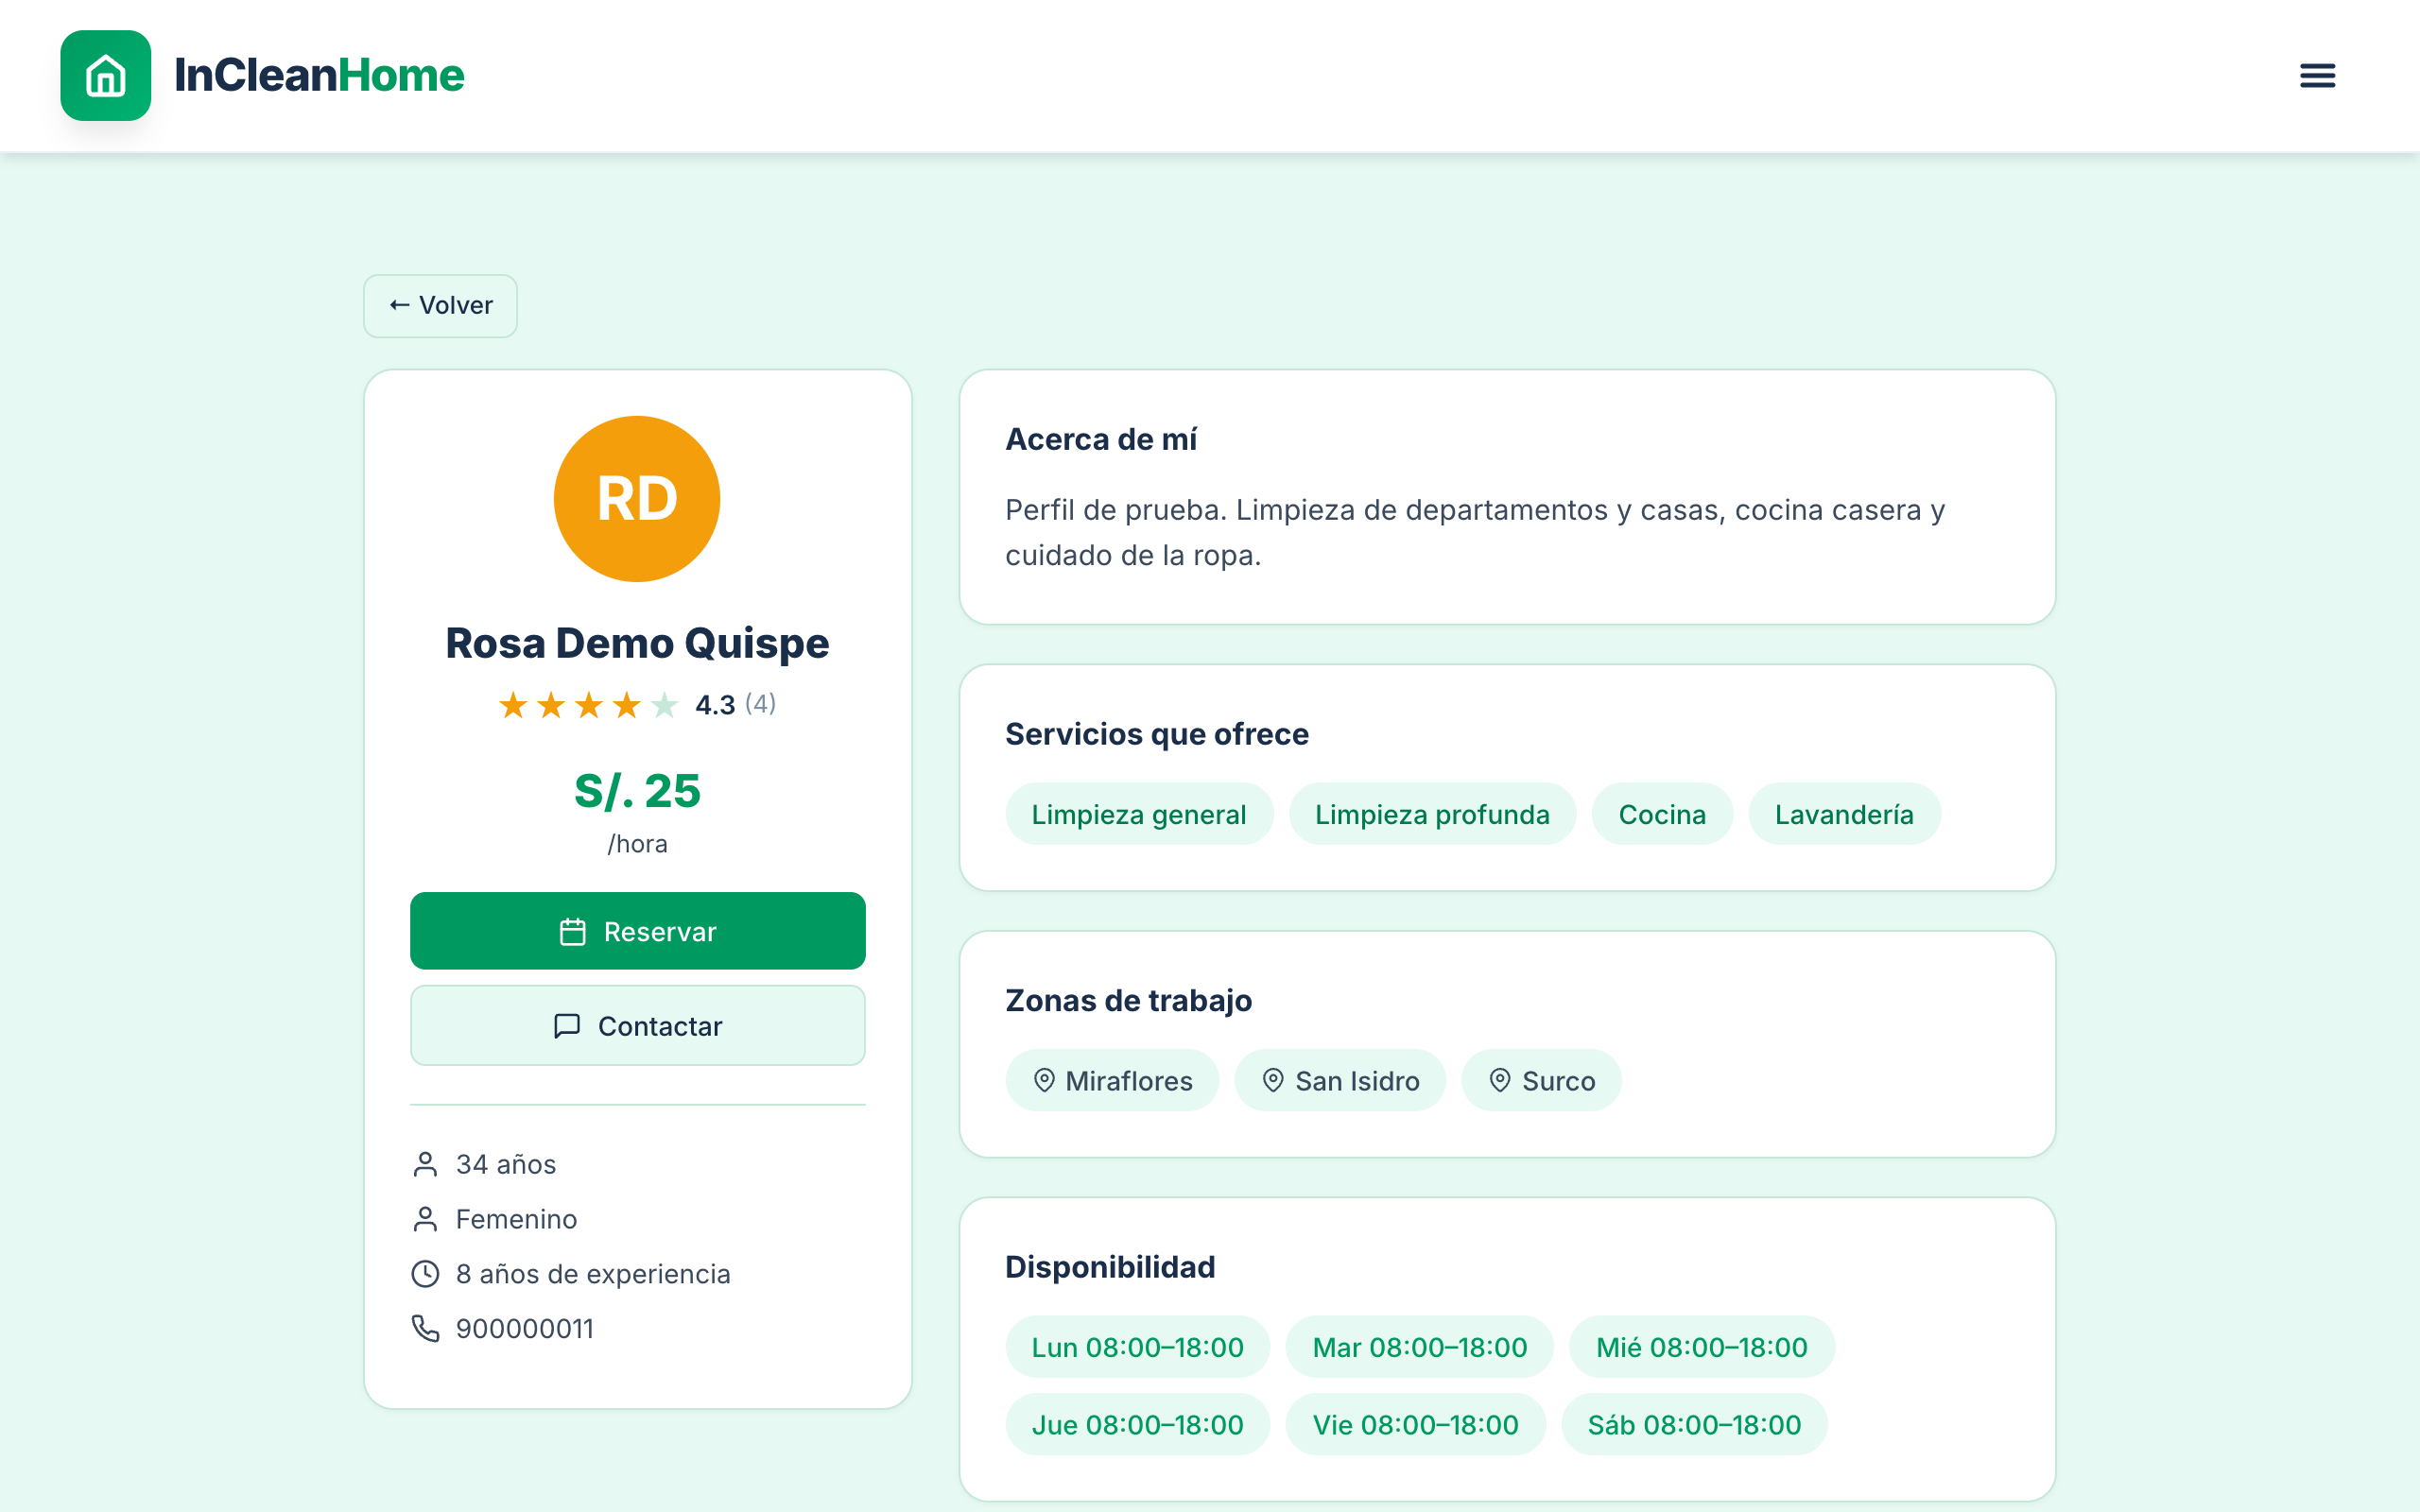 InCleanHome
← Volver
RD
Rosa Demo Quispe
★★★★★ 4.3 (4)
S/. 25
/hora
Reservar
Contactar
34 años
Femenino
8 años de experiencia
900000011
Acerca de mí
Perfil de prueba. Limpieza de departamentos y casas, cocina casera y
cuidado de la ropa.
Servicios que ofrece
Limpieza general Limpieza profunda Cocina Lavandería
Zonas de trabajo
Miraflores San Isidro Surco
Disponibilidad
Lun 08:00–18:00 Mar 08:00–18:00 Mié 08:00–18:00
Jue 08:00–18:00 Vie 08:00–18:00 Sáb 08:00–18:00